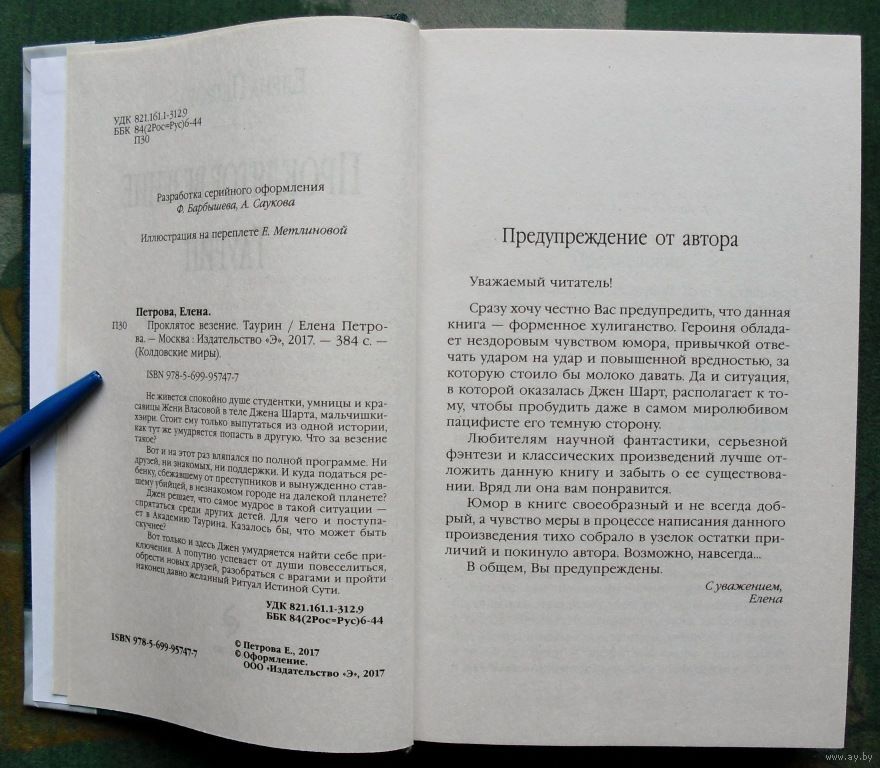 УДК 821.161.1-312.9
ББК 84(2Рос=Рус)6-44
П30
Разработка серийного оформления
Ф. Барбышева, А. Саукова
Иллюстрация на переплете Е. Метлиновой
Петрова, Елена.
П30 Проклятое везение. Таурин / Елена Петро-
ва. — Москва : Издательство «Э», 2017. — 384 с. —
(Колдовские миры).
ISBN 978-5-699-95747-7
Не живется спокойно душе студентки, умницы и кра-
савицы Жени Власовой в теле Джена Шарта, мальчишки-
хэири. Стоит ему только выпутаться из одной истории,
как тут же умудряется попасть в другую. Что за везение
такое?
Вот и на этот раз вляпался по полной программе. Ни
друзей, ни знакомых, ни поддержки. И куда податься ре-
бенку, сбежавшему от преступников и вынужденно став-
шему убийцей, в незнакомом городе на далекой планете?
Джен решает, что самое мудрое в такой ситуации —
спрятаться среди других детей. Для чего и поступа-
ет в Академию Таурина. Казалось бы, что может быть
скучнее?
Вот только и здесь Джен умудряется найти себе при-
ключения. А попутно успевает от души повеселиться,
обрести новых друзей, разобраться с врагами и пройти
наконец давно желанный Ритуал Истиной Сути.
УДК 821.161.1-312.9
ББК 84(2Рос=Рус)6-44
ISBN 978-5-699-95747-7
© Петрова Е., 2017
© Оформление.
ООО «Издательство «Э», 2017
Предупреждение от автора
Уважаемый читатель!
Сразу хочу честно Вас предупредить, что данная
книга — форменное хулиганство. Героиня облада-
ет нездоровым чувством юмора, привычкой отве-
чать ударом на удар и повышенной вредностью, за
которую стоило бы молоко давать. Да и ситуация,
в которой оказалась Джен Шарт, располагает к то-
му, чтобы пробудить даже в самом миролюбивом
пацифисте его темную сторону.
Любителям научной фантастики, серьезной
фэнтези и классических произведений лучше от-
ложить данную книгу и забыть о ее существова-
нии. Вряд ли она вам понравится.
Юмор в книге своеобразный и не всегда доб-
рый, а чувство меры в процессе написания данного
произведения тихо собрало в узелок остатки при-
личий и покинуло автора. Возможно, навсегда...
В общем, Вы предупреждены.
С уважением,
Елена
www.ay.by